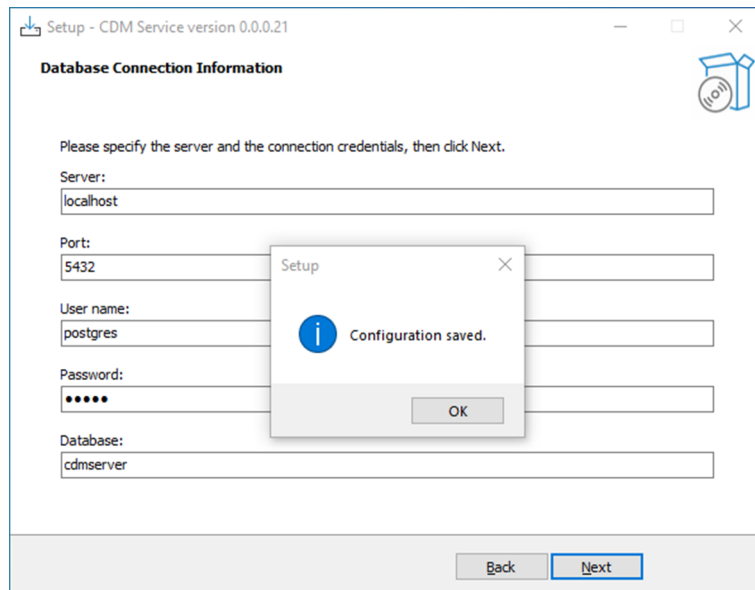 Setup - CDM Service version 0.0.0.21
Database Connection Information
Please specify the server and the connection credentials, then click Next.
Server:
localhost
Port:
5432
User name:
postgres
Password:
•••••
Database:
cdmserver
Setup
Configuration saved.
OK
Back
Next